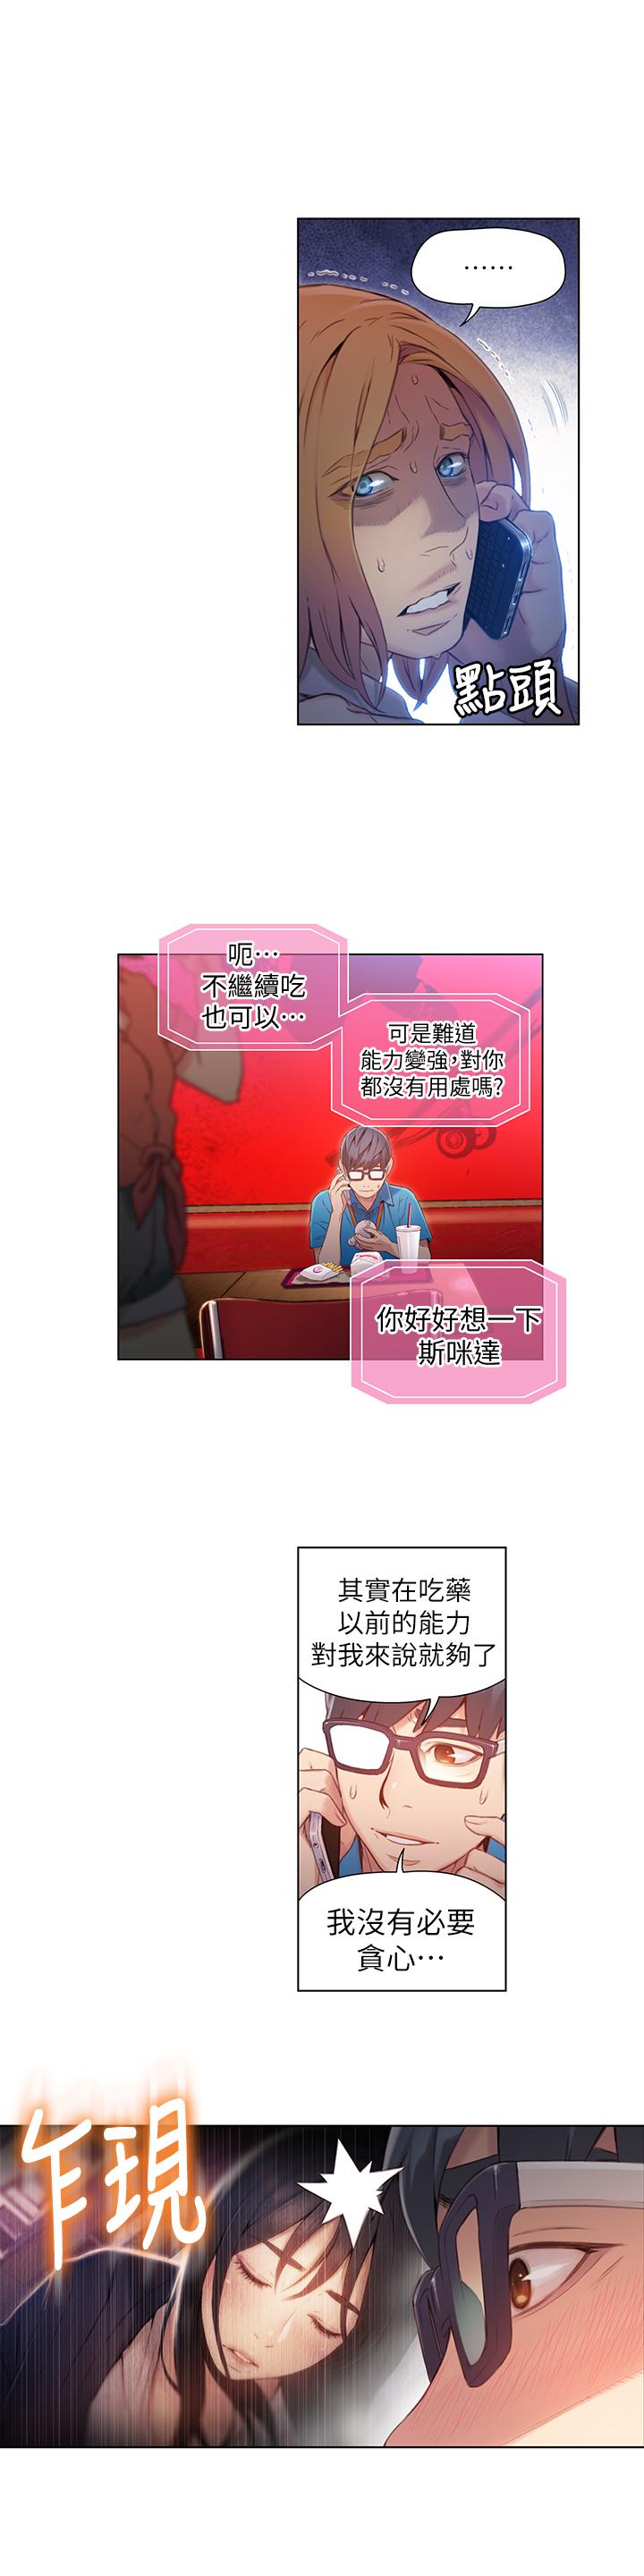 ……
點頭
呃…
不繼續吃
也可以…
可是難道
能力變強,對你
都沒有用處嗎?
你好好想一下
斯咪達
其實在吃藥
以前的能力
對我來說就夠了
我沒有必要
貪心…
乍現